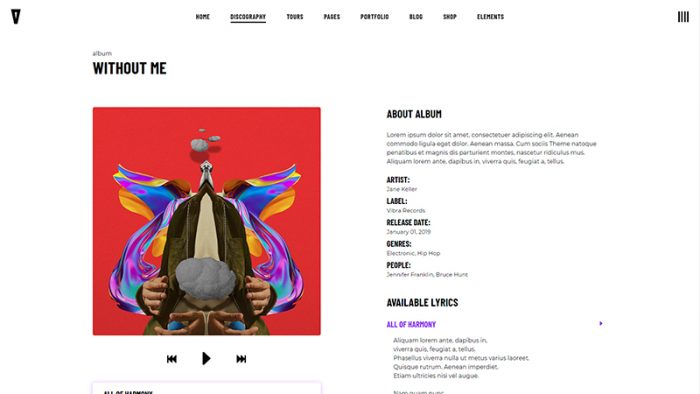 HOME DISCOGRAPHY TOURS PAGES PORTFOLIO BLOG SHOP ELEMENTS
album
WITHOUT ME
ABOUT ALBUM
Lorem ipsum dolor sit amet, consectetuer adipiscing elit. Aenean
commodo ligula eget dolor. Aenean massa. Cum sociis Theme natoque
penatibus et magnis dis parturient montes, nascetur ridiculus mus.
Aliquam lorem ante, dapibus in, viverra quis, feugiat a, tellus.
ARTIST:
Jane Keller
LABEL:
Vibra Records
RELEASE DATE:
January 01, 2019
GENRES:
Electronic, Hip Hop
PEOPLE:
Jennifer Franklin, Bruce Hunt
AVAILABLE LYRICS
ALL OF HARMONY
Aliquam lorem ante, dapibus in,
viverra quis, feugiat a, tellus.
Phasellus viverra nulla ut metus varius laoreet.
Quisque rutrum. Aenean imperdiet.
Etiam ultricies nisi vel augue.
Nam quam nunc
ALL OF HARMONY